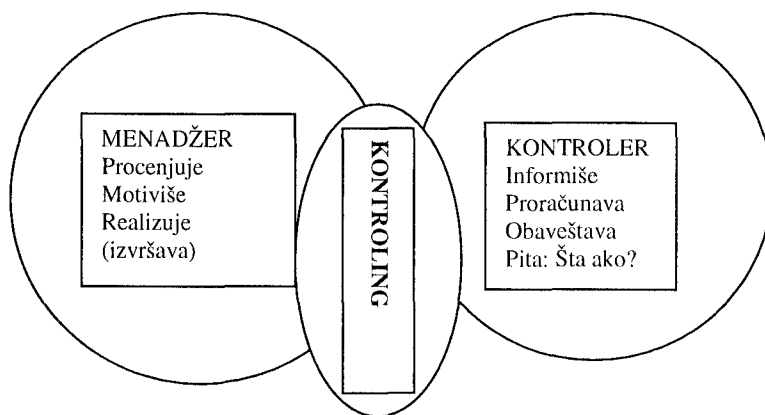 MENADŽER
Procenjuje
Motiviše
Realizuje
(izvršava)
KONTROLING
KONTROLER
Informiše
Proračunava
Obaveštava
Pita: Šta ako?